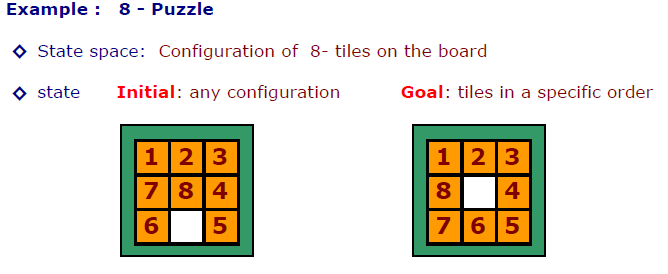 Example : 8 - Puzzle
State space: Configuration of 8- tiles on the board
state Initial: any configuration Goal: tiles in a specific order
1 2 3 1 2 3
7 8 4 8 4
6 5 7 6 5